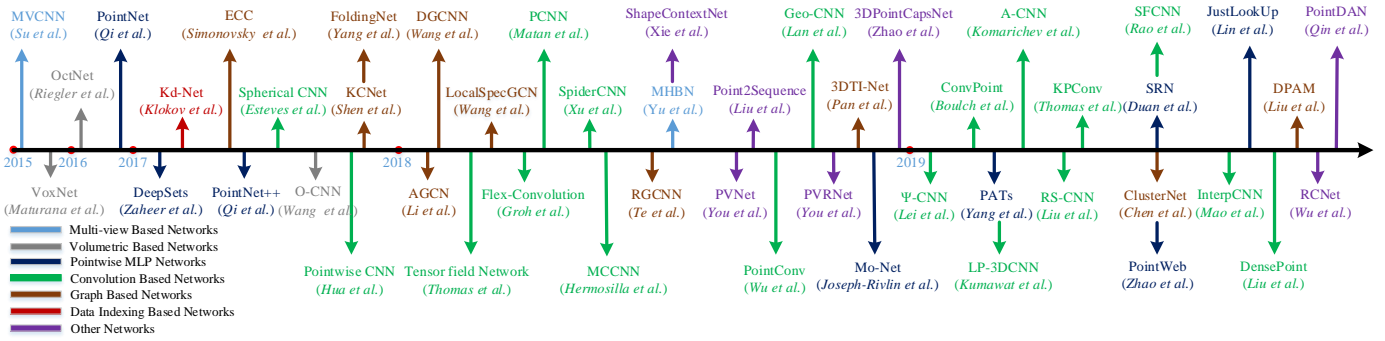 MVCNN
(Su et al.)
PointNet
(Qi et al.)
ECC
(Simonovsky et al.)
FoldingNet
(Yang et al.)
DGCNN
(Wang et al.)
PCNN
(Matan et al.)
ShapeContextNet
(Xie et al.)
Geo-CNN
(Lan et al.)
3DPointCapsNet
(Zhao et al.)
A-CNN
(Komarichev et al.)
SFCNN
(Rao et al.)
JustLookUp
(Lin et al.)
PointDAN
(Qin et al.)
OctNet
(Riegler et al.)
Kd-Net
(Klokov et al.)
Spherical CNN
(Esteves et al.)
KCNet
(Shen et al.)
LocalSpecGCN
(Wang et al.)
SpiderCNN
(Xu et al.)
MHBN
(Yu et al.)
Point2Sequence
(Liu et al.)
3DTI-Net
(Pan et al.)
ConvPoint
(Boulch et al.)
KPConv
(Thomas et al.)
SRN
(Duan et al.)
DPAM
(Liu et al.)
2015
2016
2017
2018
2019
VoxNet
(Maturana et al.)
DeepSets
(Zaheer et al.)
PointNet++
(Qi et al.)
O-CNN
(Wang et al.)
AGCN
(Li et al.)
Flex-Convolution
(Groh et al.)
RGCNN
(Te et al.)
PVNet
(You et al.)
PVRNet
(You et al.)
Ψ-CNN
(Lei et al.)
PATs
(Yang et al.)
RS-CNN
(Liu et al.)
ClusterNet
(Chen et al.)
InterpCNN
(Mao et al.)
RCNet
(Wu et al.)
Pointwise CNN
(Hua et al.)
Tensor field Network
(Thomas et al.)
MCCNN
(Hermosilla et al.)
PointConv
(Wu et al.)
Mo-Net
(Joseph-Rivlin et al.)
LP-3DCNN
(Kumawat et al.)
PointWeb
(Zhao et al.)
DensePoint
(Liu et al.)
Multi-view Based Networks
Volumetric Based Networks
Pointwise MLP Networks
Convolution Based Networks
Graph Based Networks
Data Indexing Based Networks
Other Networks